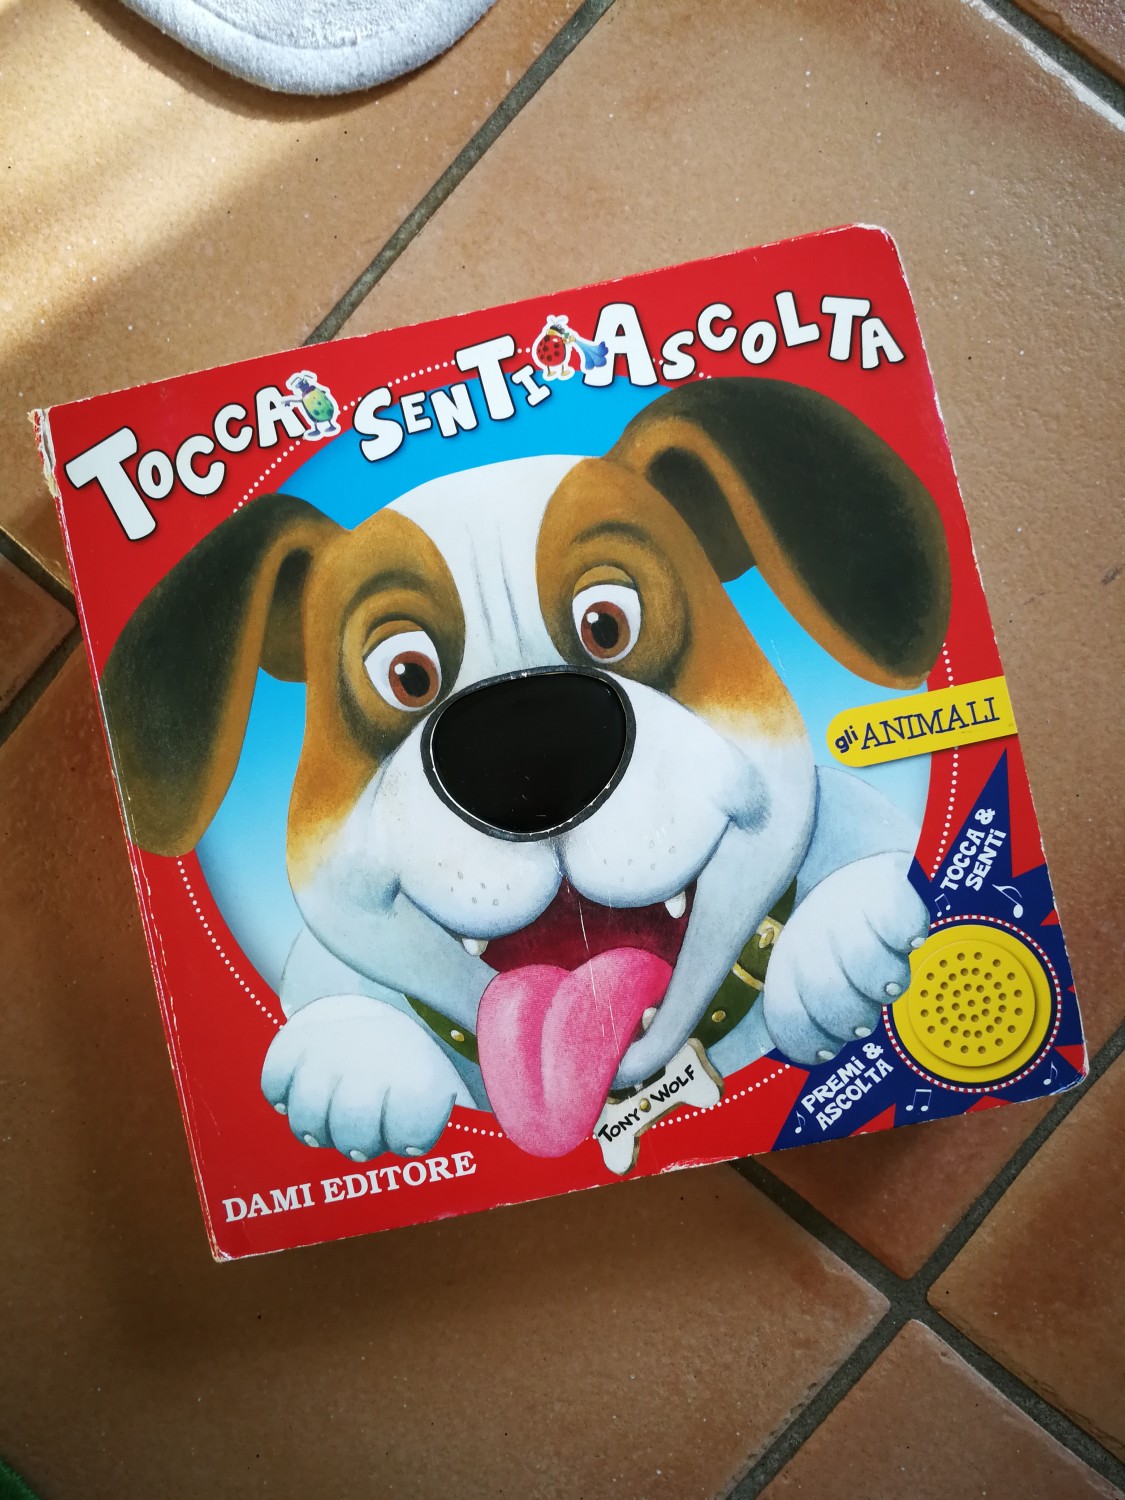 TOCCA SENTI ASCOLTA
gli ANIMALI
TOCCA &
SENTI
PREMI &
ASCOLTA
TONY WOLF
DAMI EDITORE